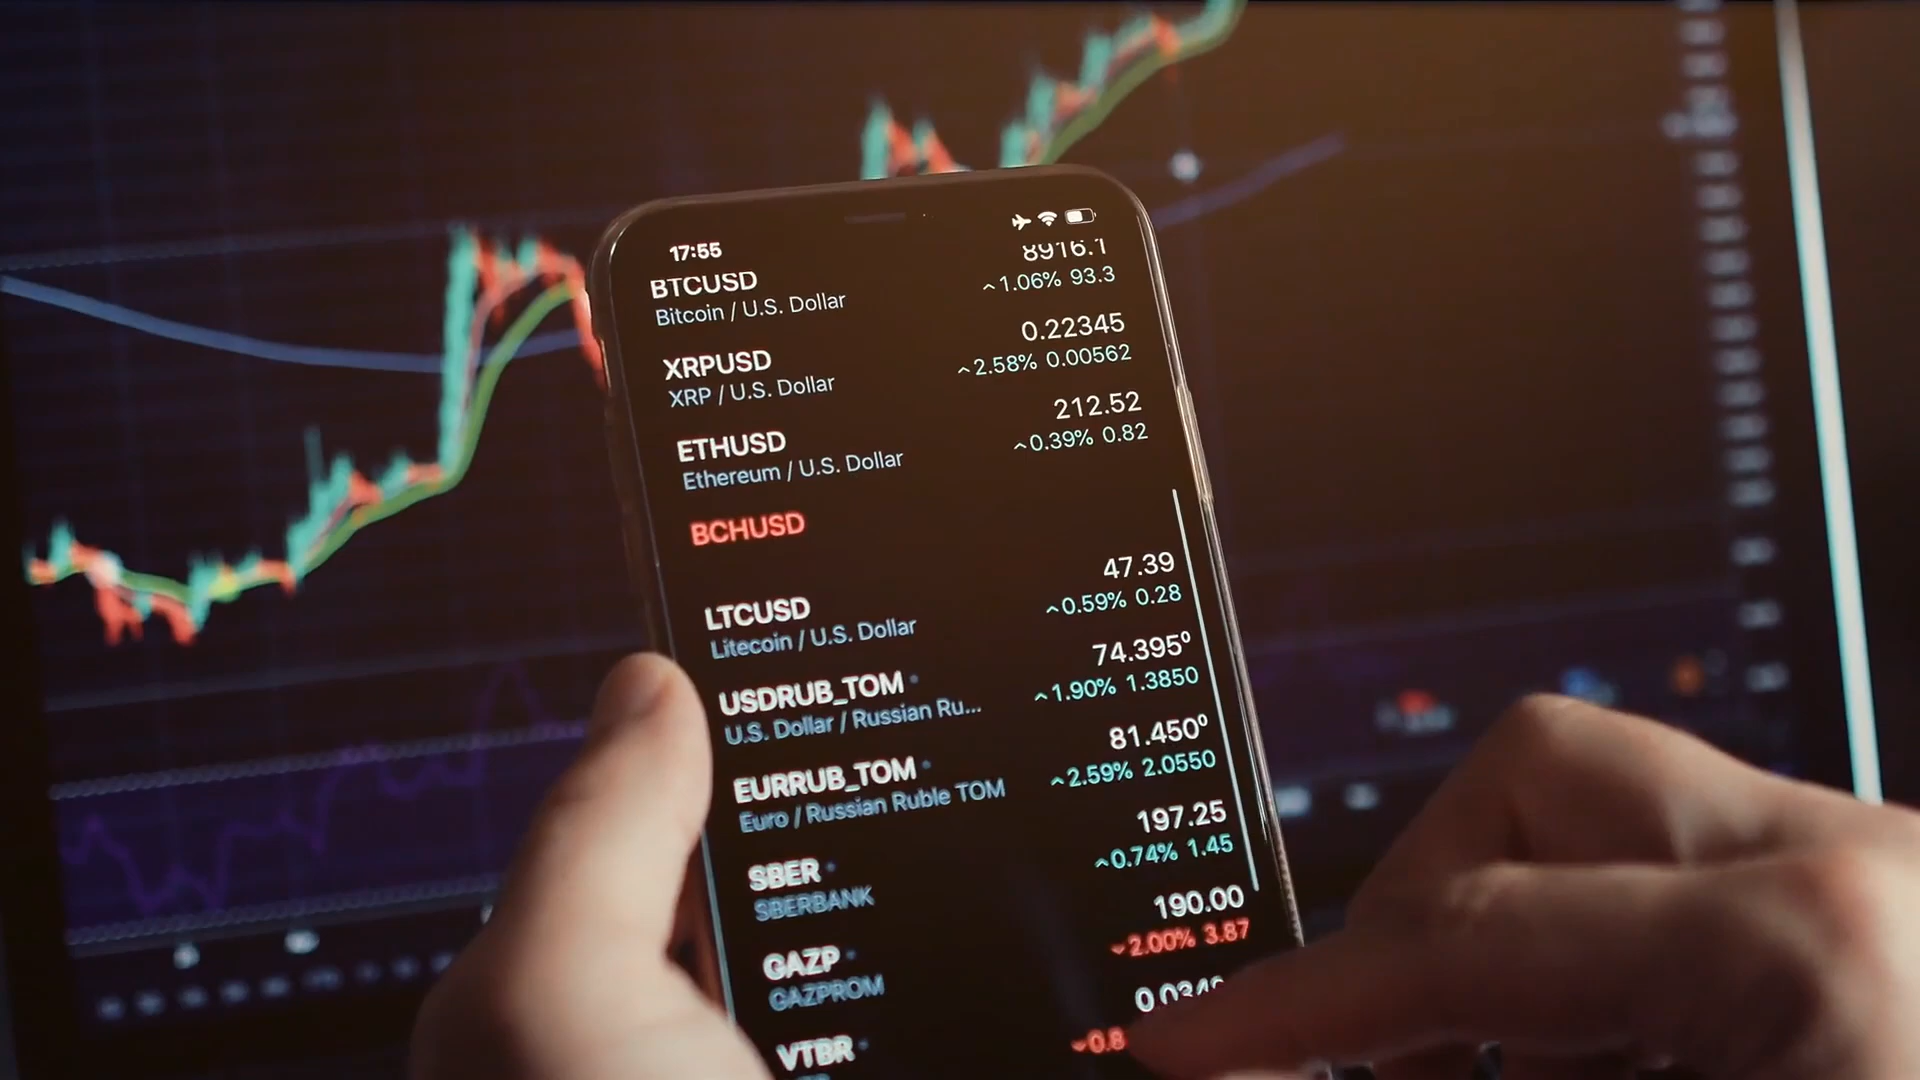 17:55
BTCUSD 8916.1
Bitcoin / U.S. Dollar 1.06% 93.3
XRPUSD 0.22345
XRP / U.S. Dollar 2.58% 0.00562
ETHUSD 212.52
Ethereum / U.S. Dollar 0.39% 0.82
BCHUSD
LTCUSD 47.39
Litecoin / U.S. Dollar 0.59% 0.28
USDRUB_TOM 74.395⁰
U.S. Dollar / Russian Ru... 1.90% 1.3850
EURRUB_TOM 81.450⁰
Euro / Russian Ruble TOM 2.59% 2.0550
SBER 197.25
SBERBANK 0.74% 1.45
GAZP 190.00
GAZPROM 2.00% 3.87
VTBR